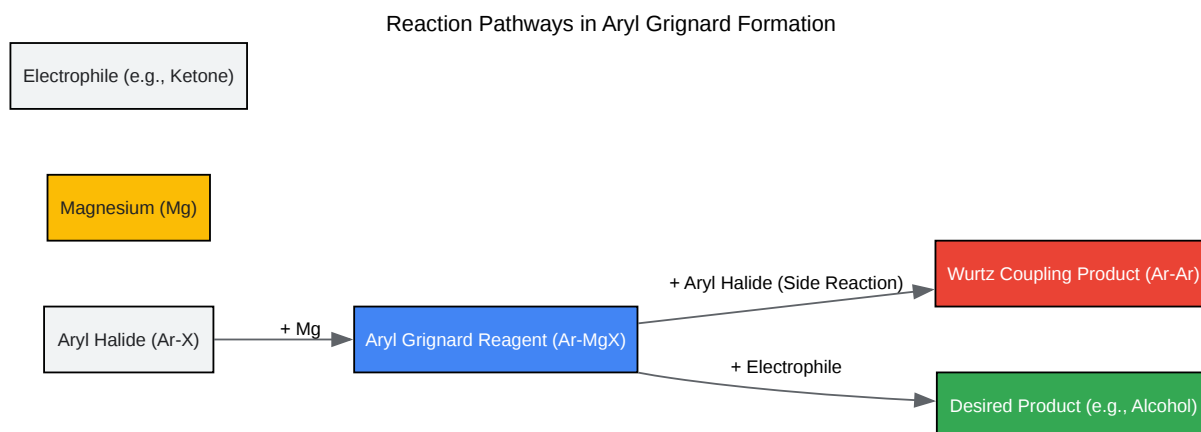 Reaction Pathways in Aryl Grignard Formation
Electrophile (e.g., Ketone)
Magnesium (Mg)
Aryl Halide (Ar-X)
+ Mg
Aryl Grignard Reagent (Ar-MgX)
+ Aryl Halide (Side Reaction)
Wurtz Coupling Product (Ar-Ar)
+ Electrophile
Desired Product (e.g., Alcohol)